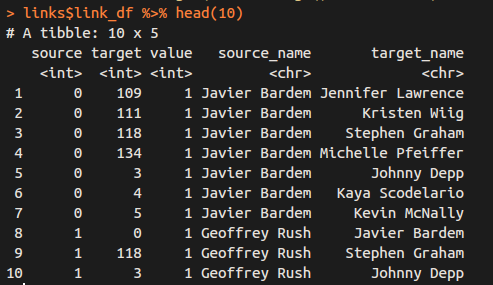 > links$link_df %>% head(10)
# A tibble: 10 x 5
   source target value   source_name       target_name
    <int>  <int> <int>         <chr>             <chr>
 1      0    109     1 Javier Bardem Jennifer Lawrence
 2      0    111     1 Javier Bardem      Kristen Wiig
 3      0    118     1 Javier Bardem    Stephen Graham
 4      0    134     1 Javier Bardem Michelle Pfeiffer
 5      0      3     1 Javier Bardem       Johnny Depp
 6      0      4     1 Javier Bardem   Kaya Scodelario
 7      0      5     1 Javier Bardem    Kevin McNally
 8      1      0     1 Geoffrey Rush     Javier Bardem
 9      1    118     1 Geoffrey Rush    Stephen Graham
10      1      3     1 Geoffrey Rush       Johnny Depp